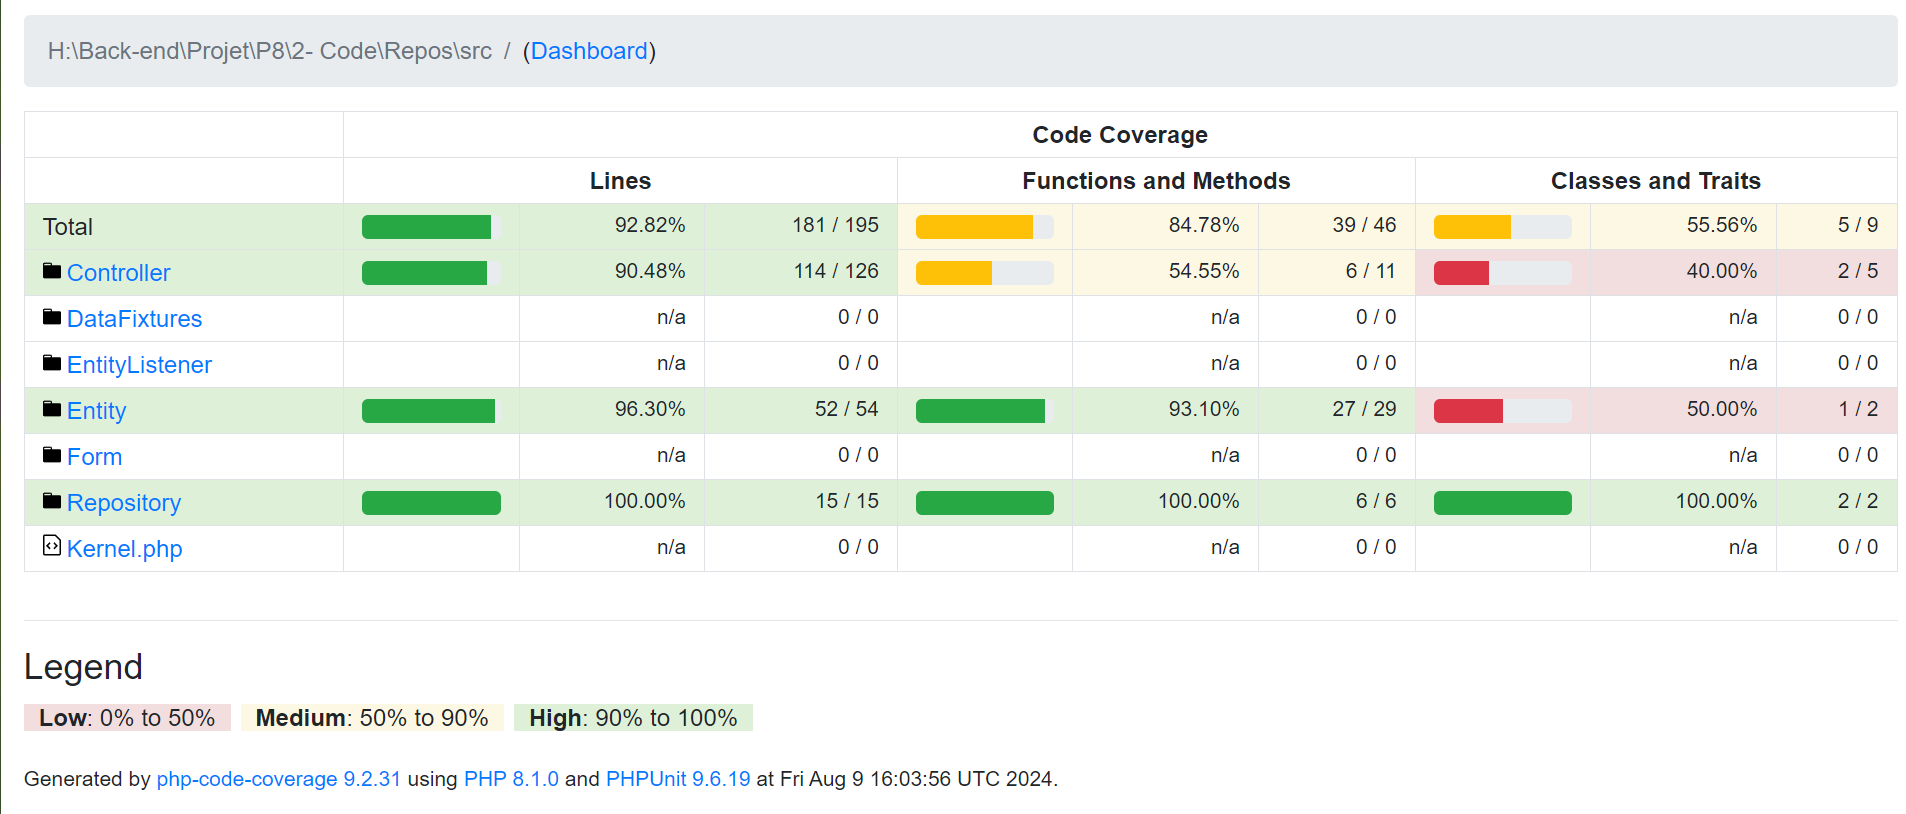 H:\Back-end\Projet\P8\2- Code\Repos\src / (Dashboard)
Code Coverage
Lines Functions and Methods Classes and Traits
Total 92.82% 181 / 195 84.78% 39 / 46 55.56% 5 / 9
Controller 90.48% 114 / 126 54.55% 6 / 11 40.00% 2 / 5
DataFixtures n/a 0 / 0 n/a 0 / 0 n/a 0 / 0
EntityListener n/a 0 / 0 n/a 0 / 0 n/a 0 / 0
Entity 96.30% 52 / 54 93.10% 27 / 29 50.00% 1 / 2
Form n/a 0 / 0 n/a 0 / 0 n/a 0 / 0
Repository 100.00% 15 / 15 100.00% 6 / 6 100.00% 2 / 2
Kernel.php n/a 0 / 0 n/a 0 / 0 n/a 0 / 0
Legend
Low: 0% to 50% Medium: 50% to 90% High: 90% to 100%
Generated by php-code-coverage 9.2.31 using PHP 8.1.0 and PHPUnit 9.6.19 at Fri Aug 9 16:03:56 UTC 2024.